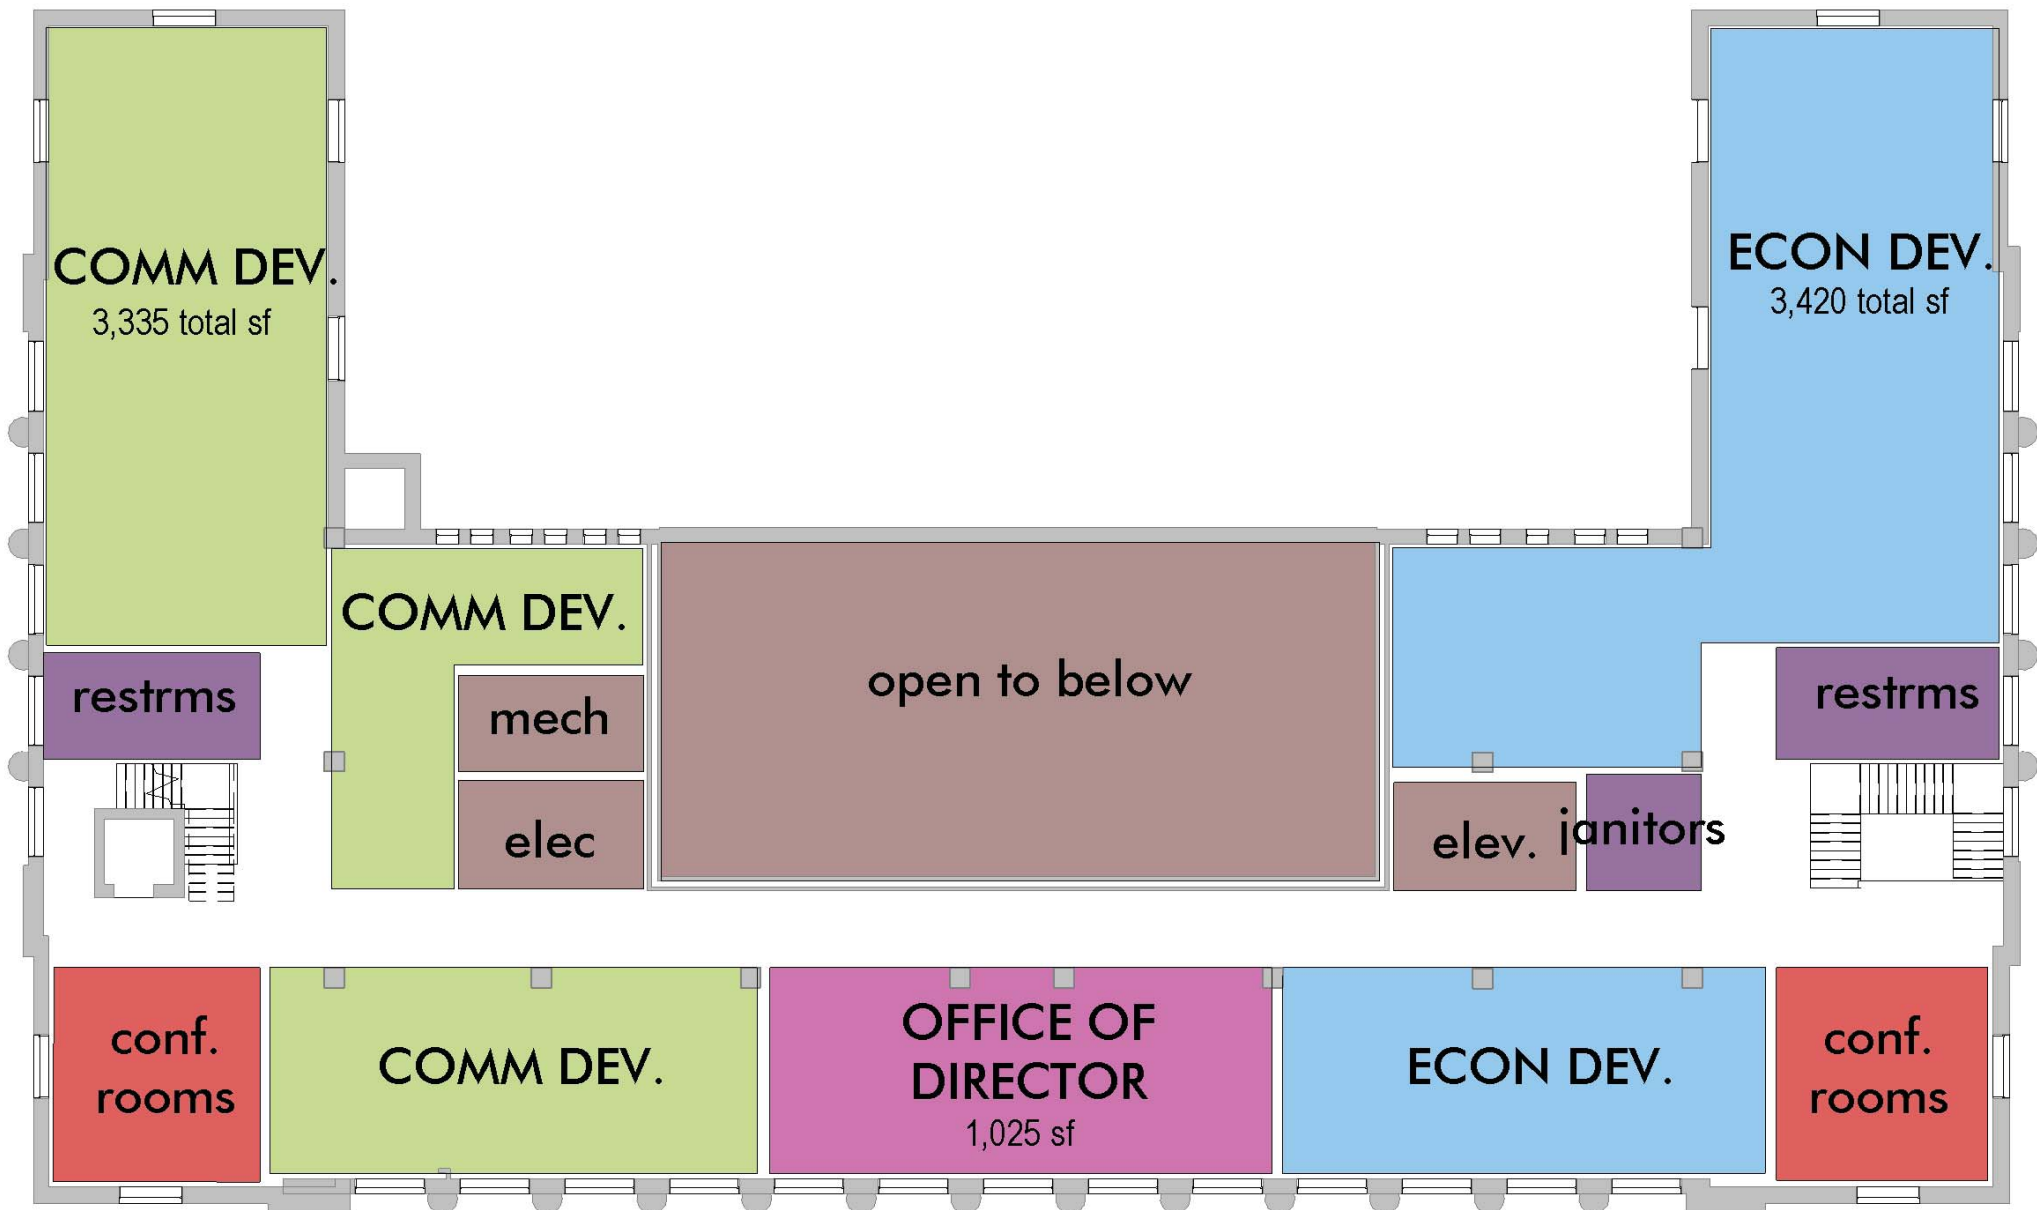 COMM DEV.
3,335 total sf
ECON DEV.
3,420 total sf
COMM DEV.
open to below
restrms
mech
restrms
elec
elev.
janitors
conf.
rooms
COMM DEV.
OFFICE OF
DIRECTOR
1,025 sf
ECON DEV.
conf.
rooms